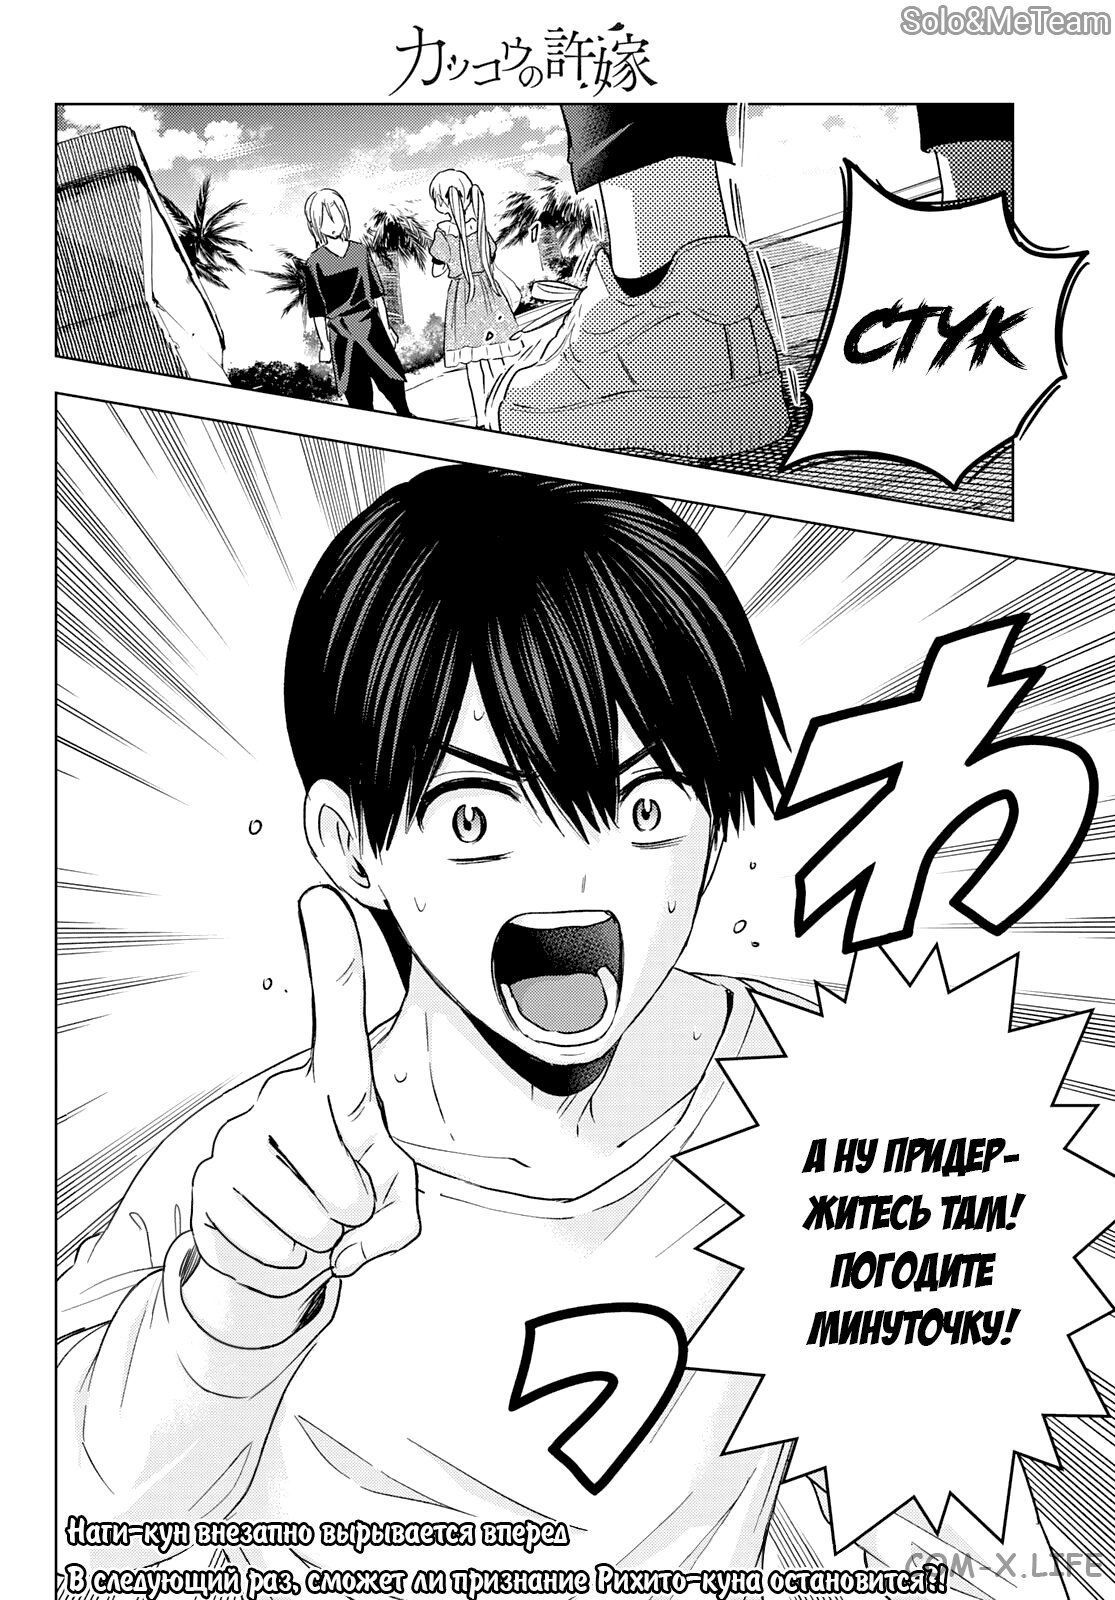 Solo&MeTeam
カッコウの許嫁
СТУК
わ
А НУ ПРИДЕР-
ЖИТЕСЬ ТАМ!
ПОГОДИТЕ
МИНУТОЧКУ!
っ
Наги-кун внезапно вырывается вперед
В следующий раз, сможет ли признание Рихито-куна остановится?!
COM-X.LIFE